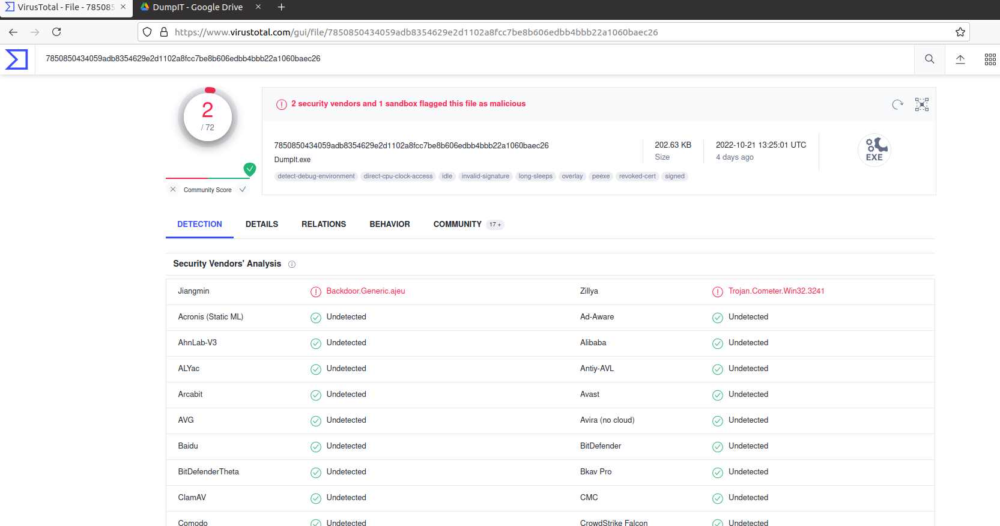 VirusTotal - File - 785085
DumpIT - Google Drive
https://www.virustotal.com/gui/file/7850850434059adb8354629e2d1102a8fcc7be8b606edbb4bbb22a1060baec26
7850850434059adb8354629e2d1102a8fcc7be8b606edbb4bbb22a1060baec26
2
/ 72
Community Score
2 security vendors and 1 sandbox flagged this file as malicious
7850850434059adb8354629e2d1102a8fcc7be8b606edbb4bbb22a1060baec26
DumpIt.exe
202.63 KB
Size
2022-10-21 13:25:01 UTC
4 days ago
EXE
detect-debug-environment direct-cpu-clock-access idle invalid-signature long-sleeps overlay peexe revoked-cert signed
DETECTION DETAILS RELATIONS BEHAVIOR COMMUNITY 17 +
Security Vendors' Analysis
Jiangmin Backdoor.Generic.ajeu Zillya Trojan.Cometer.Win32.3241
Acronis (Static ML) Undetected Ad-Aware Undetected
AhnLab-V3 Undetected Alibaba Undetected
ALYac Undetected Antiy-AVL Undetected
Arcabit Undetected Avast Undetected
AVG Undetected Avira (no cloud) Undetected
Baidu Undetected BitDefender Undetected
BitDefenderTheta Undetected Bkav Pro Undetected
ClamAV Undetected CMC Undetected
Comodo Undetected CrowdStrike Falcon Undetected